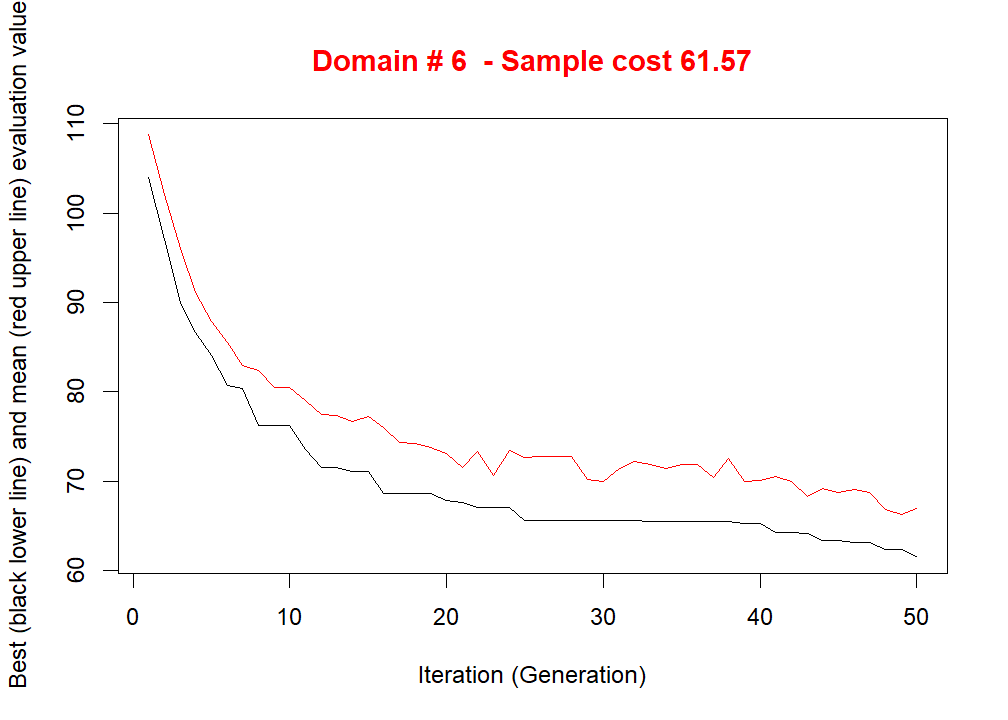 Domain # 6  - Sample cost 61.57
Best (black lower line) and mean (red upper line) evaluation value
110
100
90
80
70
60
0 10 20 30 40 50
Iteration (Generation)